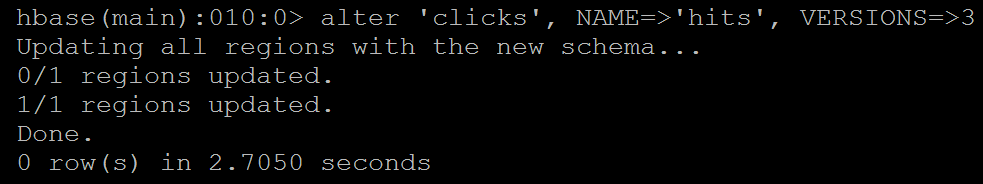 hbase(main):010:0> alter 'clicks', NAME=>'hits', VERSIONS=>3
Updating all regions with the new schema...
0/1 regions updated.
1/1 regions updated.
Done.
0 row(s) in 2.7050 seconds